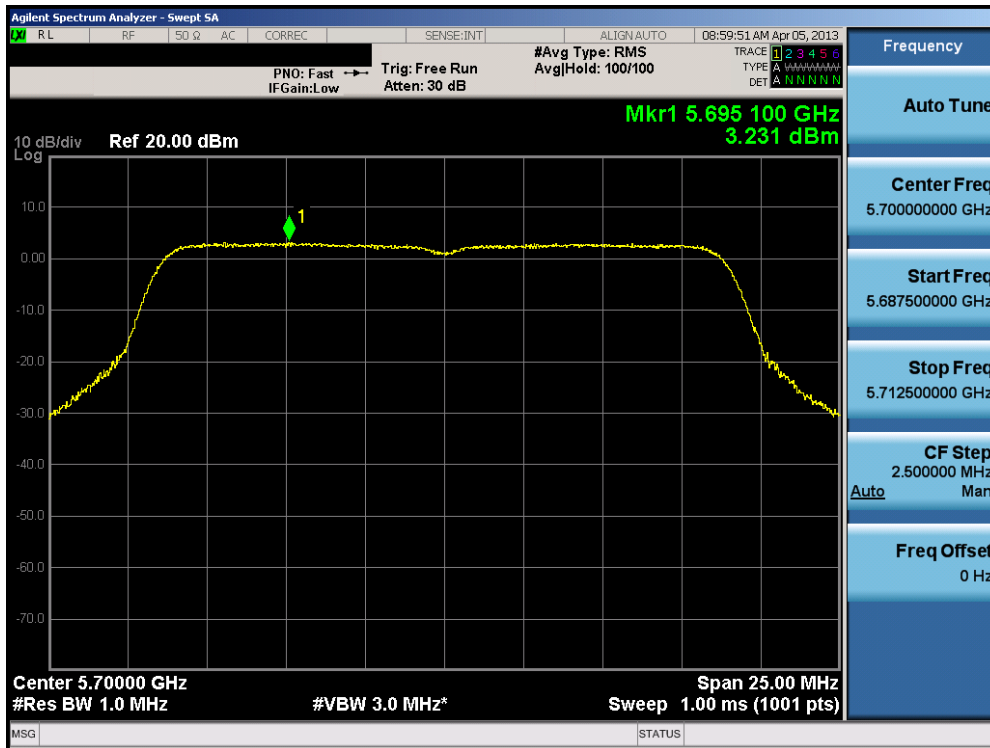 Agilent Spectrum Analyzer - Swept SA
LXI RL RF 50 Ω AC CORREC SENSE:INT ALIGN AUTO 08:59:51 AM Apr 05, 2013
PNO: Fast Trig: Free Run #Avg Type: RMS TRACE 1 2 3 4 5 6
IFGain:Low Atten: 30 dB Avg|Hold: 100/100 TYPE A WWWWW
DET A N N N N N
Mkr1 5.695 100 GHz
3.231 dBm
10 dB/div Ref 20.00 dBm
Log
10.0
1
0.00
-10.0
-20.0
-30.0
-40.0
-50.0
-60.0
-70.0
Center 5.70000 GHz Span 25.00 MHz
#Res BW 1.0 MHz #VBW 3.0 MHz* Sweep 1.00 ms (1001 pts)
MSG STATUS
Frequency
Auto Tune
Center Freq
5.700000000 GHz
Start Freq
5.687500000 GHz
Stop Freq
5.712500000 GHz
CF Step
2.500000 MHz
Auto Man
Freq Offset
0 Hz